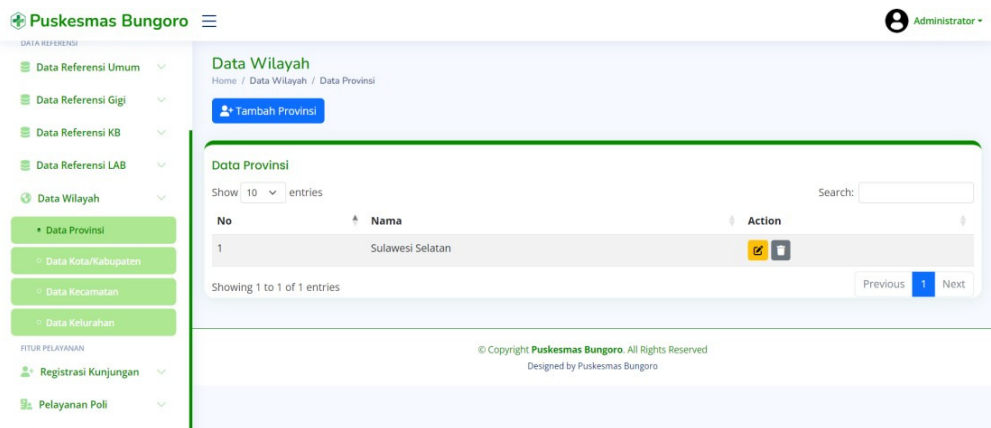 Puskesmas Bungoro
Administrator
DATA REFERENSI
Data Referensi Umum
Data Referensi Gigi
Data Referensi KB
Data Referensi LAB
Data Wilayah
Data Provinsi
Data Kota/Kabupaten
Data Kecamatan
Data Kelurahan
FITUR PELAYANAN
Registrasi Kunjungan
Pelayanan Poli
Data Wilayah
Home / Data Wilayah / Data Provinsi
Tambah Provinsi
Data Provinsi
Show 10 entries Search:
No Nama Action
1 Sulawesi Selatan
Showing 1 to 1 of 1 entries Previous 1 Next
© Copyright Puskesmas Bungoro. All Rights Reserved
Designed by Puskesmas Bungoro